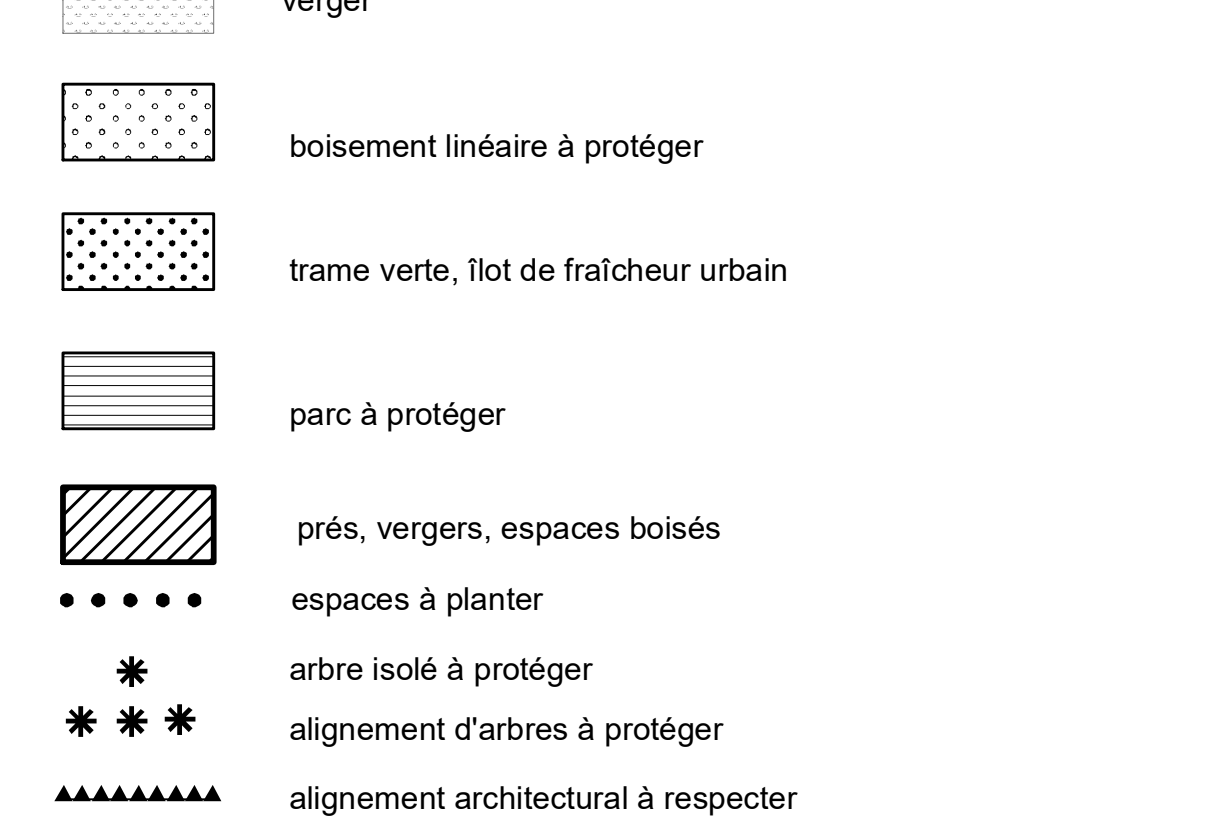 verger
boisement linéaire à protéger
trame verte, îlot de fraîcheur urbain
parc à protéger
prés, vergers, espaces boisés
espaces à planter
arbre isolé à protéger
alignement d'arbres à protéger
alignement architectural à respecter